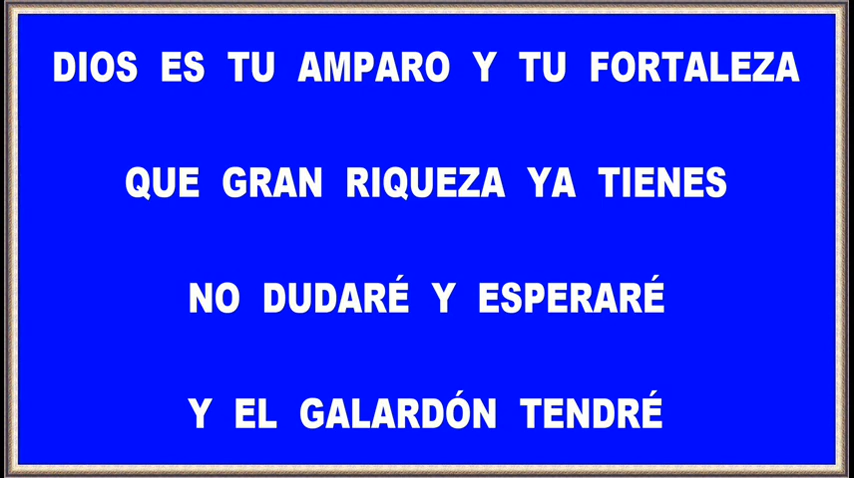 DIOS ES TU AMPARO Y TU FORTALEZA
QUE GRAN RIQUEZA YA TIENES
NO DUDARÉ Y ESPERARÉ
Y EL GALARDÓN TENDRÉ